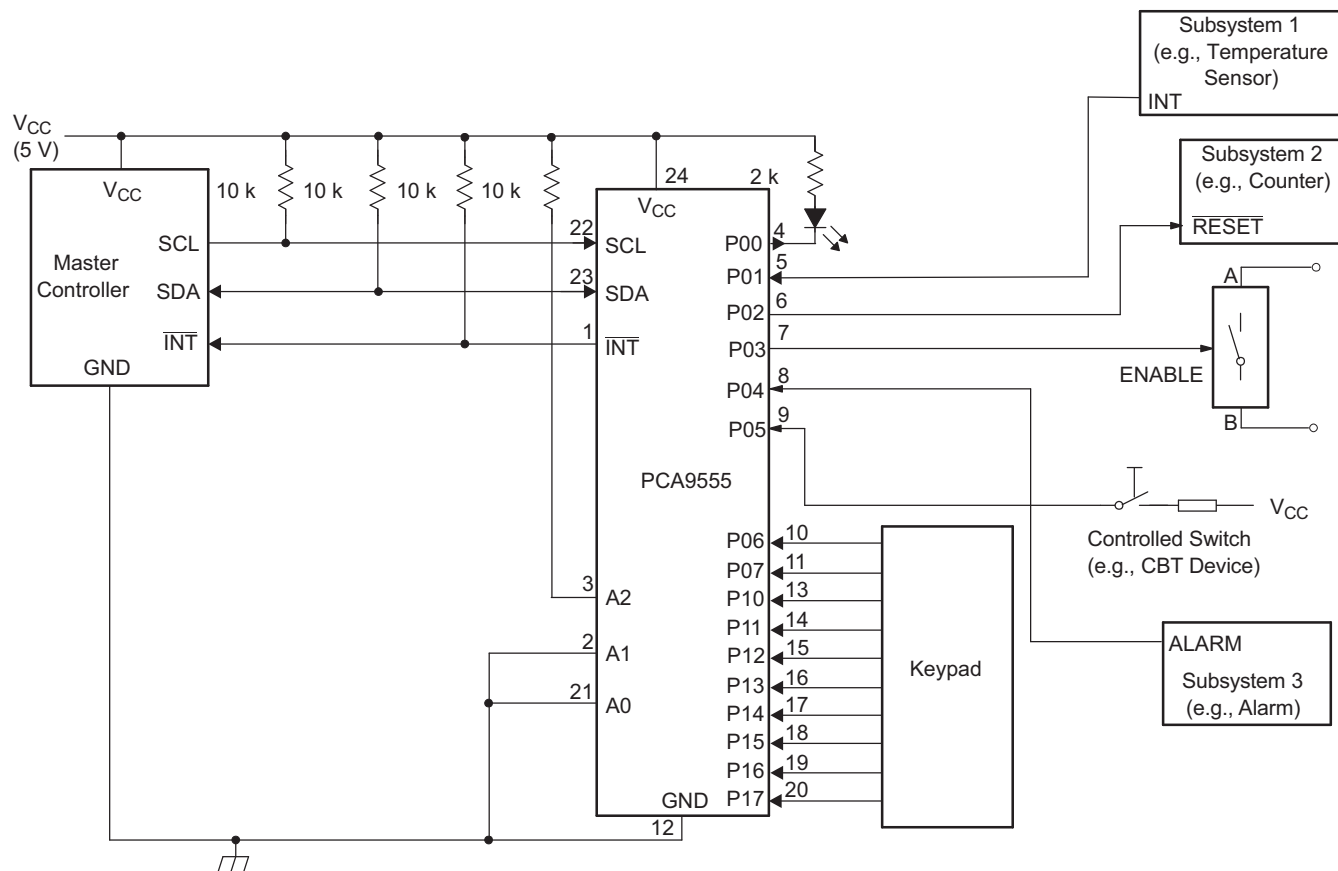 Subsystem 1
(e.g., Temperature
Sensor)
INT
VCC
(5 V)
Subsystem 2
(e.g., Counter)
RESET
VCC
10 k
10 k
10 k
10 k
24
2 k
VCC
SCL
22
SCL
P00
4
Master
Controller
SDA
23
SDA
P01
5
P02
6
INT
1
INT
P03
7
A
ENABLE
B
GND
P04
8
P05
9
PCA9555
VCC
Controlled Switch
(e.g., CBT Device)
P06
10
P07
11
3
A2
P10
13
P11
14
2
A1
P12
15
Keypad
ALARM
P13
16
21
A0
P14
17
Subsystem 3
(e.g., Alarm)
P15
18
P16
19
GND
P17
20
12